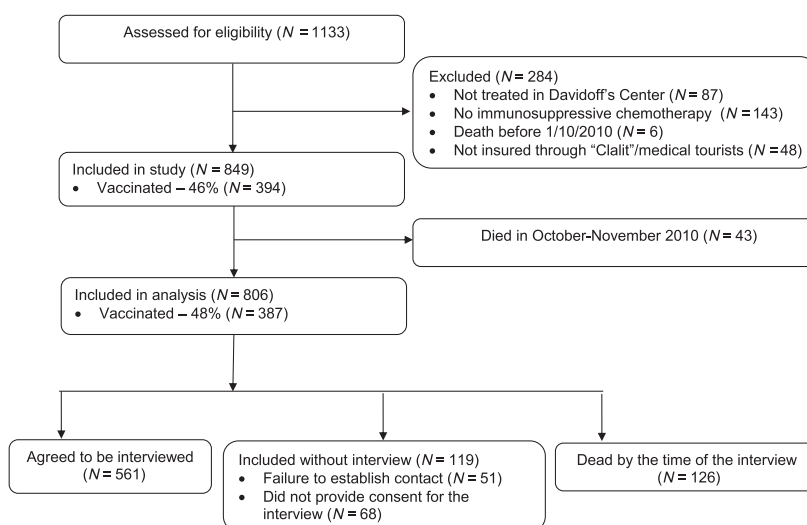 Assessed for eligibility (N = 1133)
Excluded (N = 284)
• Not treated in Davidoff's Center (N = 87)
• No immunosuppressive chemotherapy (N = 143)
• Death before 1/10/2010 (N = 6)
• Not insured through "Clalit"/medical tourists (N = 48)
Included in study (N = 849)
• Vaccinated – 46% (N = 394)
Died in October-November 2010 (N = 43)
Included in analysis (N = 806)
• Vaccinated – 48% (N = 387)
Agreed to be interviewed
(N = 561)
Included without interview (N = 119)
• Failure to establish contact (N = 51)
• Did not provide consent for the
interview (N = 68)
Dead by the time of the interview
(N = 126)